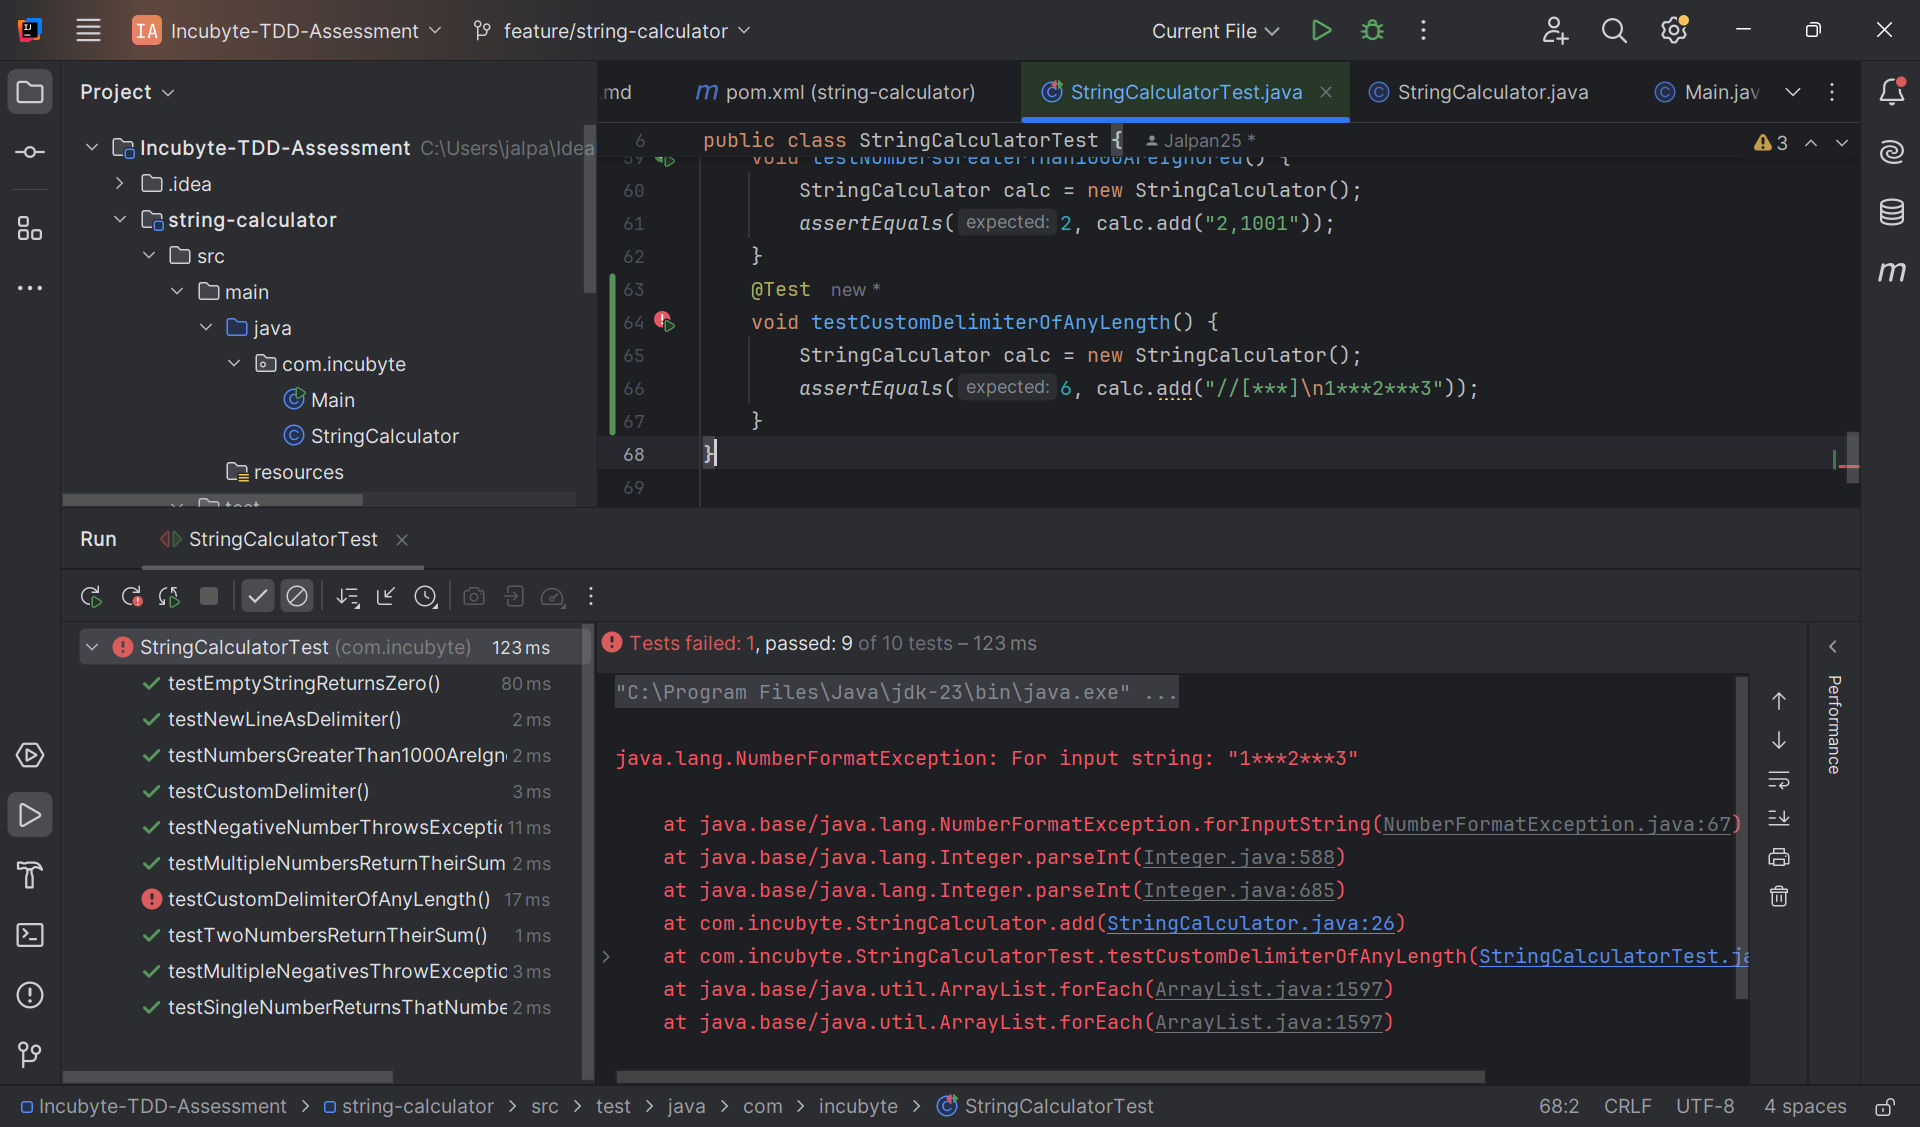 IA Incubyte-TDD-Assessment feature/string-calculator Current File
Project
.md pom.xml (string-calculator) StringCalculatorTest.java StringCalculator.java Main.jav
Incubyte-TDD-Assessment C:\Users\jalpa\Idea
.idea
string-calculator
src
main
java
com.incubyte
Main
StringCalculator
resources
test
6 public class StringCalculatorTest { Jalpan25 * 3
59 void testNumbersGreaterThan1000AreIgnored() {
60 StringCalculator calc = new StringCalculator();
61 assertEquals( expected: 2, calc.add("2,1001"));
62 }
63 @Test new *
64 void testCustomDelimiterOfAnyLength() {
65 StringCalculator calc = new StringCalculator();
66 assertEquals( expected: 6, calc.add("//[***]\n1***2***3"));
67 }
68 }
69
Run StringCalculatorTest
StringCalculatorTest (com.incubyte) 123 ms
testEmptyStringReturnsZero() 80 ms
testNewLineAsDelimiter() 2 ms
testNumbersGreaterThan1000AreIgn 2 ms
testCustomDelimiter() 3 ms
testNegativeNumberThrowsExceptic 11 ms
testMultipleNumbersReturnTheirSum 2 ms
testCustomDelimiterOfAnyLength() 17 ms
testTwoNumbersReturnTheirSum() 1 ms
testMultipleNegativesThrowExceptio 3 ms
testSingleNumberReturnsThatNumbe 2 ms
Tests failed: 1, passed: 9 of 10 tests – 123 ms
"C:\Program Files\Java\jdk-23\bin\java.exe" ...
java.lang.NumberFormatException: For input string: "1***2***3"
at java.base/java.lang.NumberFormatException.forInputString(NumberFormatException.java:67)
at java.base/java.lang.Integer.parseInt(Integer.java:588)
at java.base/java.lang.Integer.parseInt(Integer.java:685)
at com.incubyte.StringCalculator.add(StringCalculator.java:26)
at com.incubyte.StringCalculatorTest.testCustomDelimiterOfAnyLength(StringCalculatorTest.ja
at java.base/java.util.ArrayList.forEach(ArrayList.java:1597)
at java.base/java.util.ArrayList.forEach(ArrayList.java:1597)
Performance
Incubyte-TDD-Assessment > string-calculator > src > test > java > com > incubyte > StringCalculatorTest 68:2 CRLF UTF-8 4 spaces